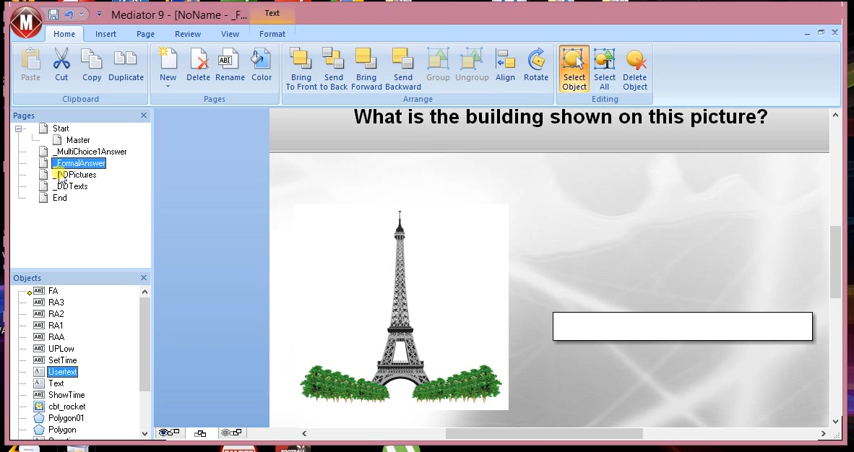 Mediator 9 - [NoName - _F...
Text
Home
Insert
Page
Review
View
Format
Paste
Cut
Copy
Duplicate
New
Delete
Rename
Color
Bring To Front
Send to Back
Bring Forward
Send Backward
Group
Ungroup
Align
Rotate
Select Object
Select All
Delete Object
Clipboard
Pages
Arrange
Editing
Pages
Start
Master
_MultiChoice1Answer
_FormalAnswer
_DDPictures
_DDTexts
End
Objects
FA
RA3
RA2
RA1
RAA
UPLow
SetTime
Usertext
Text
ShowTime
cbt_rocket
Polygon01
Polygon
What is the building shown on this picture?